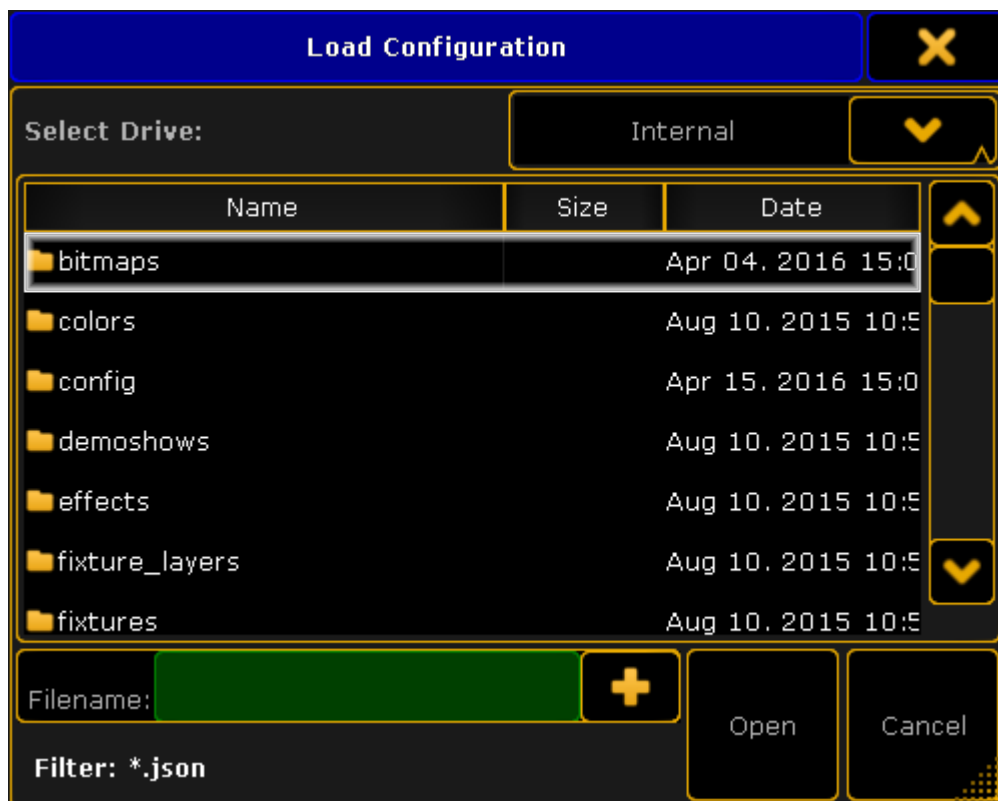 Load Configuration
Select Drive: Internal
Name Size Date
bitmaps Apr 04. 2016 15:0
colors Aug 10. 2015 10:5
config Apr 15. 2016 15:0
demoshows Aug 10. 2015 10:5
effects Aug 10. 2015 10:5
fixture_layers Aug 10. 2015 10:5
fixtures Aug 10. 2015 10:5
Filename:
Open Cancel
Filter: *.json